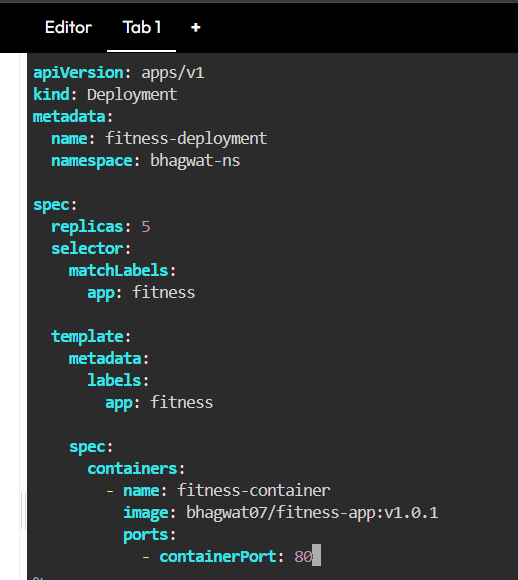 Editor Tab 1 +
apiVersion: apps/v1
kind: Deployment
metadata:
  name: fitness-deployment
  namespace: bhagwat-ns
spec:
  replicas: 5
  selector:
    matchLabels:
      app: fitness
  template:
    metadata:
      labels:
        app: fitness
    spec:
      containers:
        - name: fitness-container
          image: bhagwat07/fitness-app:v1.0.1
          ports:
            - containerPort: 80